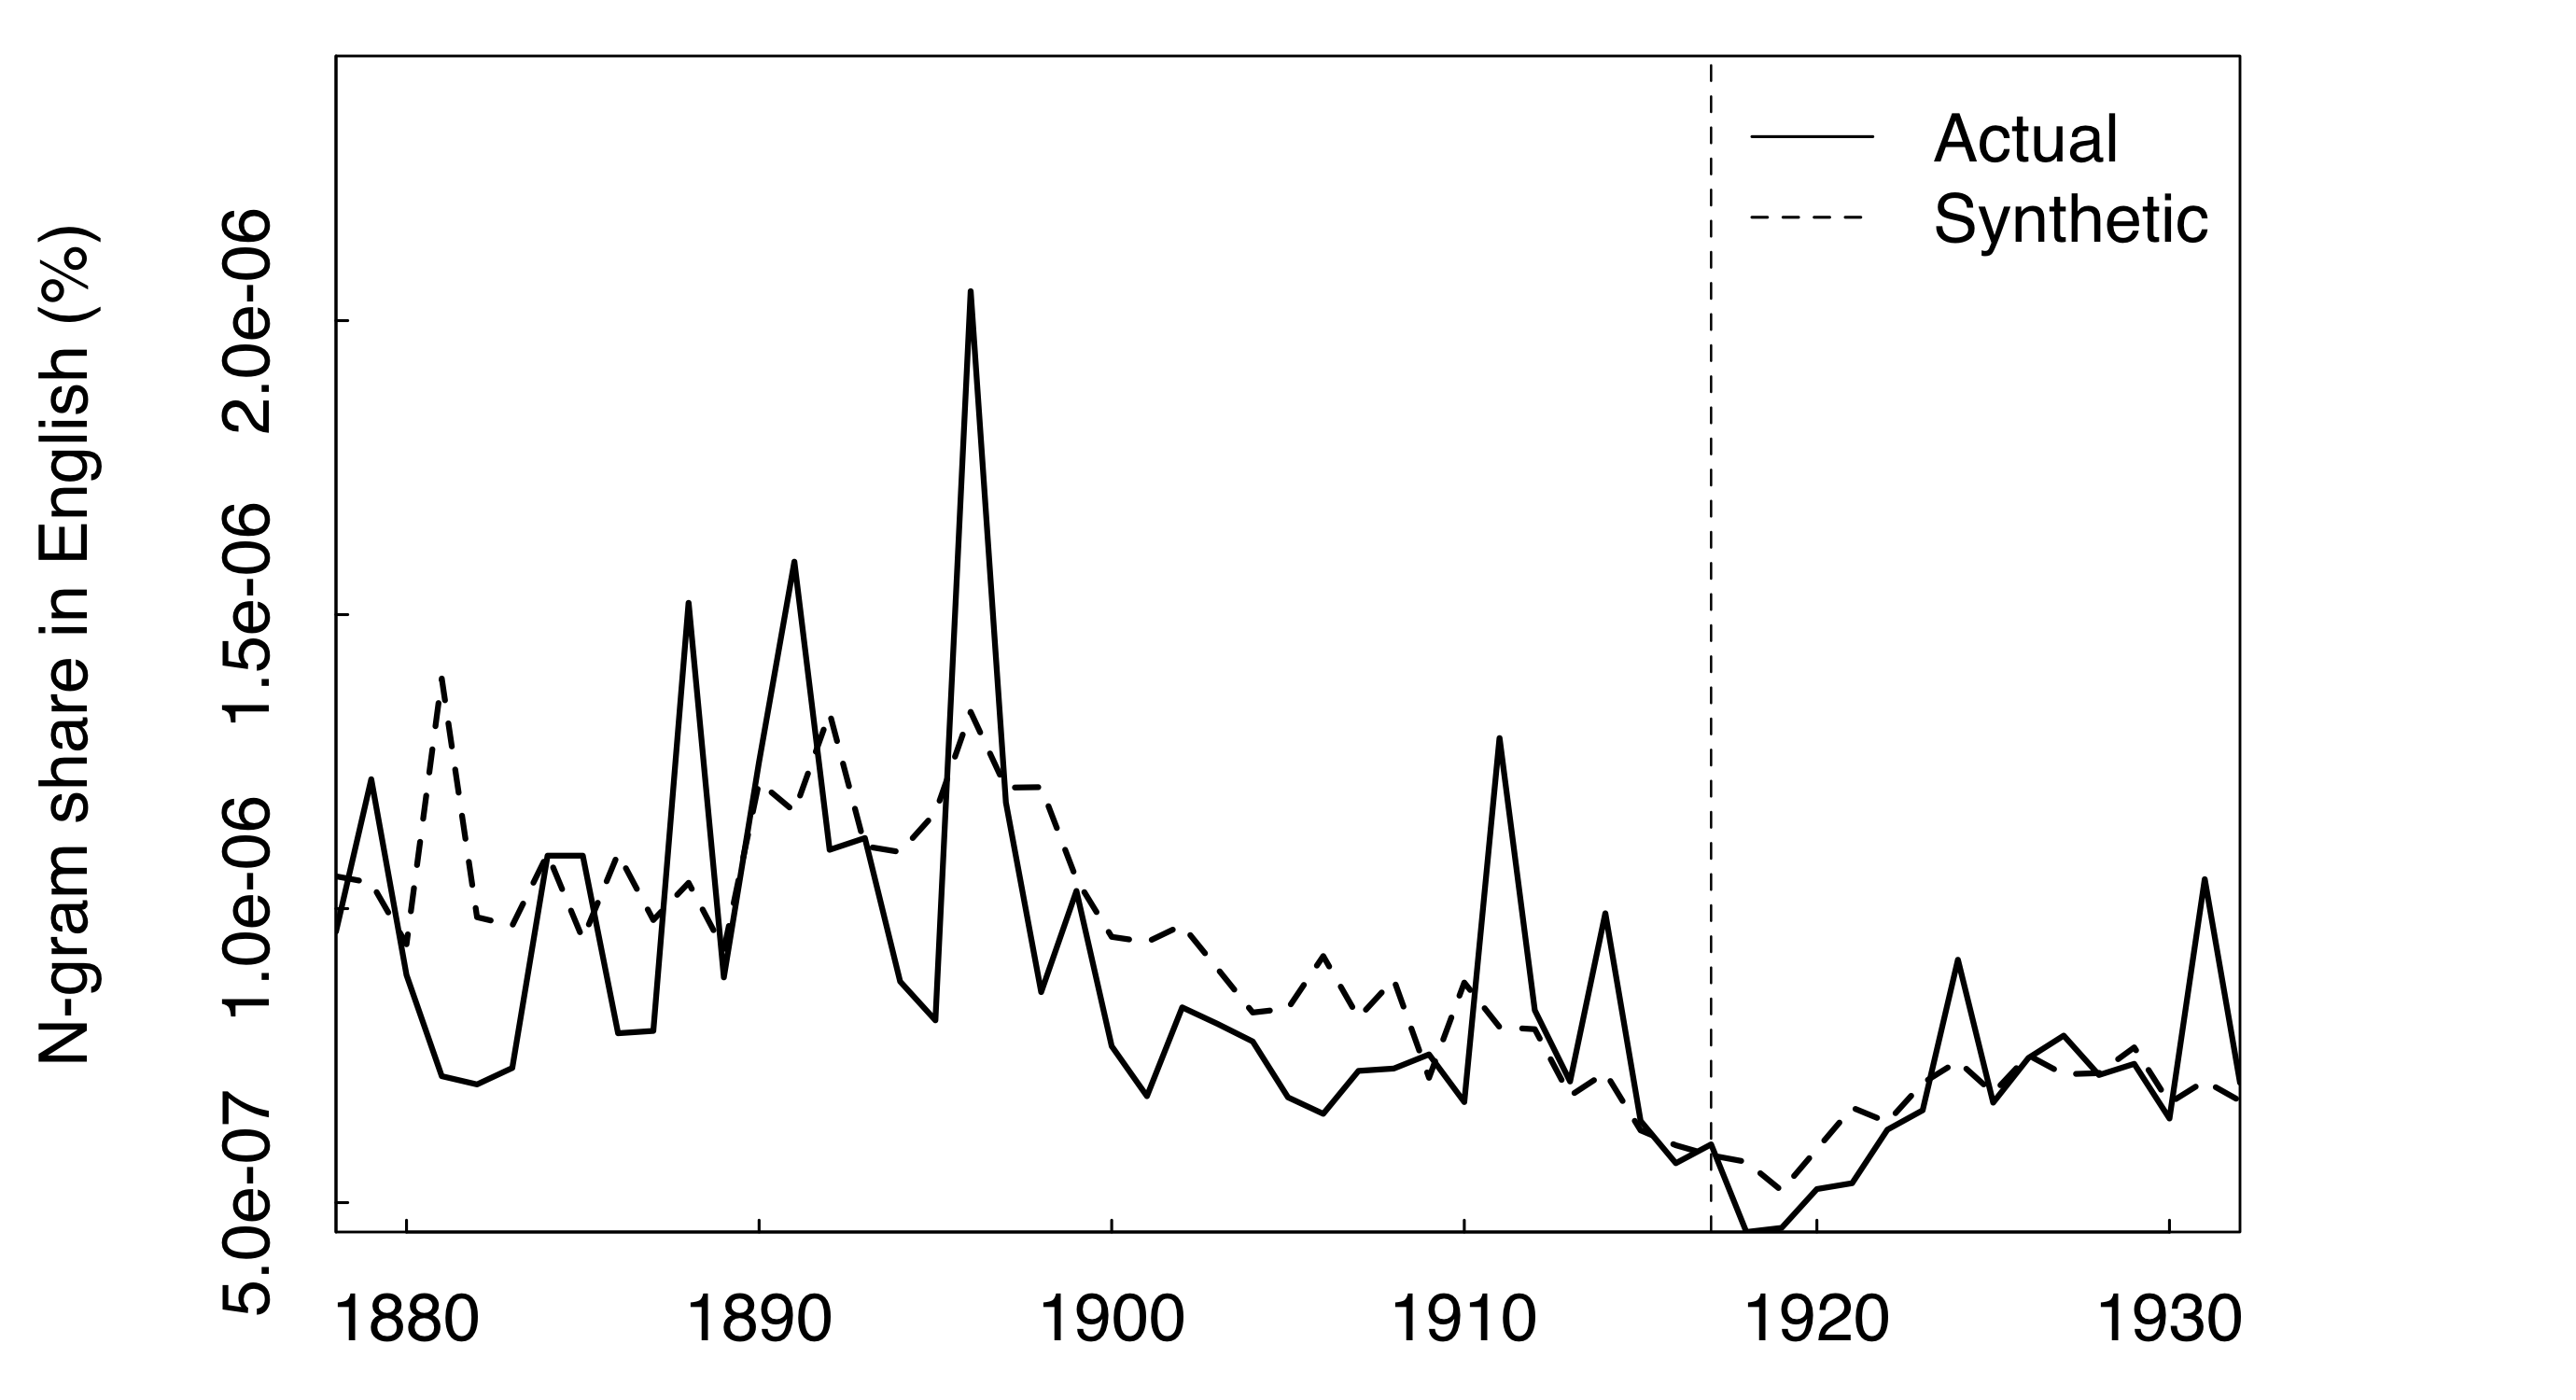 N-gram share in English (%)
2.0e-06
1.5e-06
1.0e-06
5.0e-07
Actual
Synthetic
1880 1890 1900 1910 1920 1930